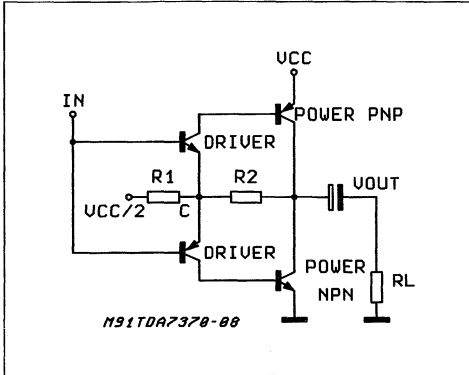 VCC
IN
POWER PNP
DRIVER
R1
R2
VOUT
VCC/2
C
DRIVER
POWER
NPN
RL
M91TDA7370-08